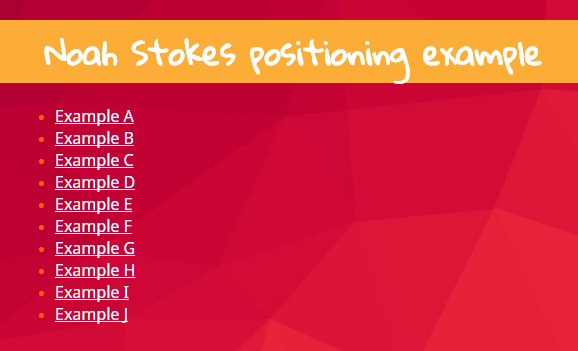 Noah Stokes positioning example
Example A
Example B
Example C
Example D
Example E
Example F
Example G
Example H
Example I
Example J